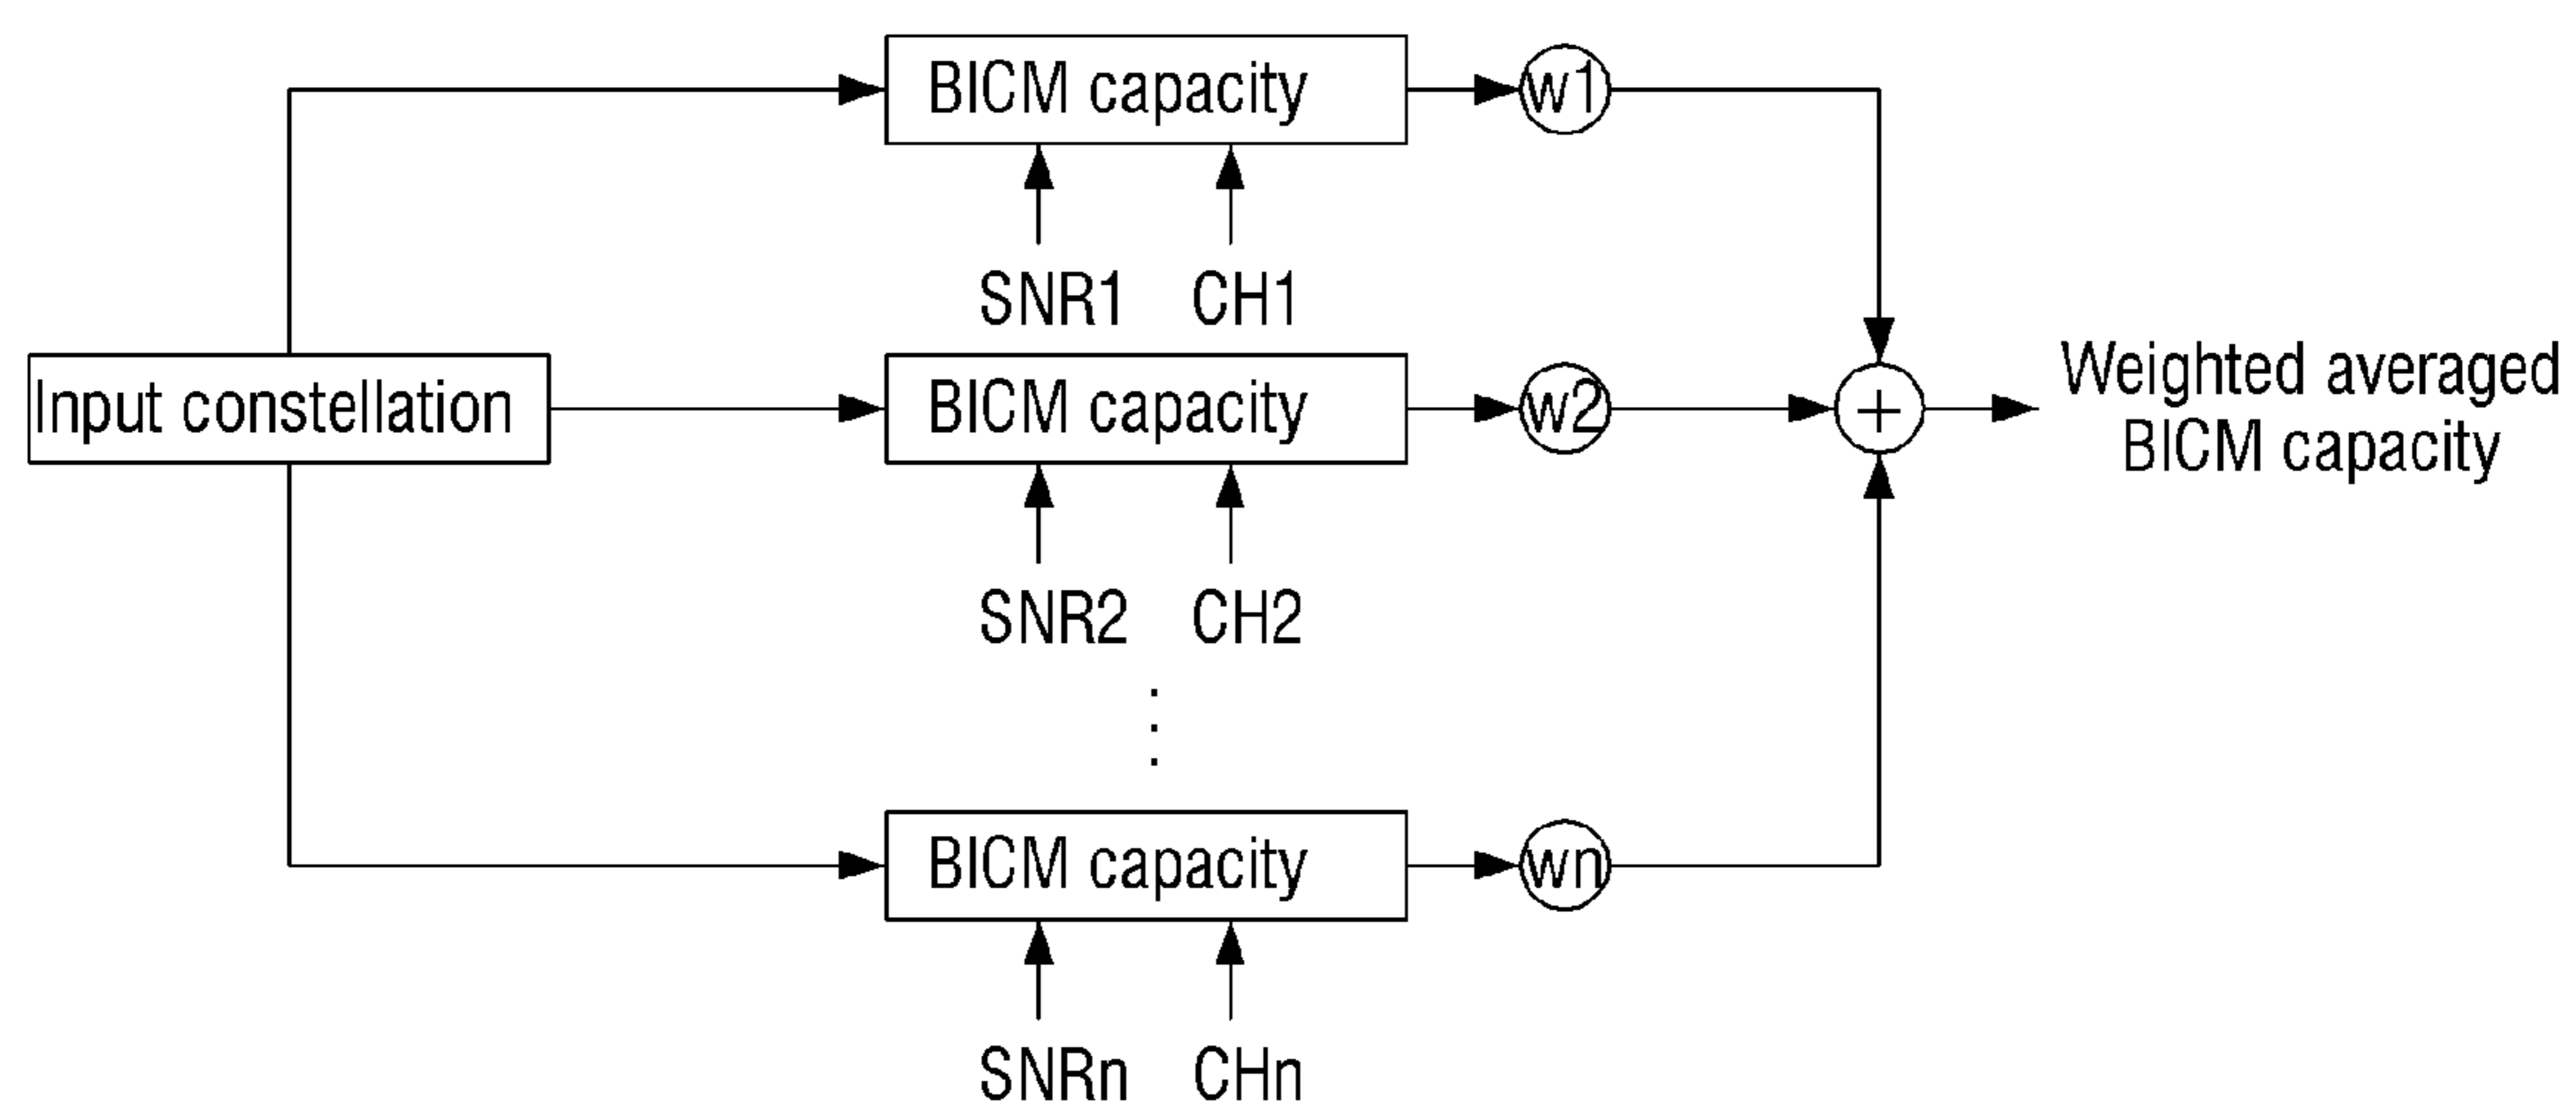 BICM capacity
w1
SNR1 CH1
Input constellation
BICM capacity
w2
+
Weighted averaged
BICM capacity
SNR2 CH2
BICM capacity
wn
SNRn CHn